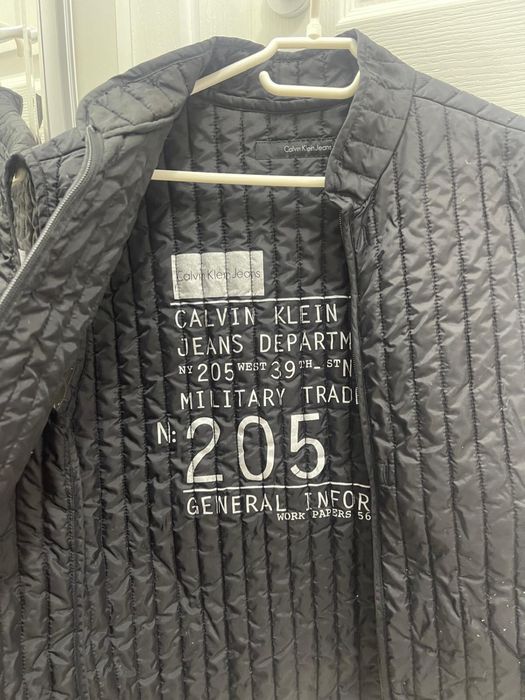 Calvin Klein Jeans
Calvin Klein Jeans
CALVIN KLEIN
JEANS DEPARTM
NY 205 WEST 39TH-ST N
MILITARY TRADE
N: 205
GENERAL INFOR
WORK PAPERS 56